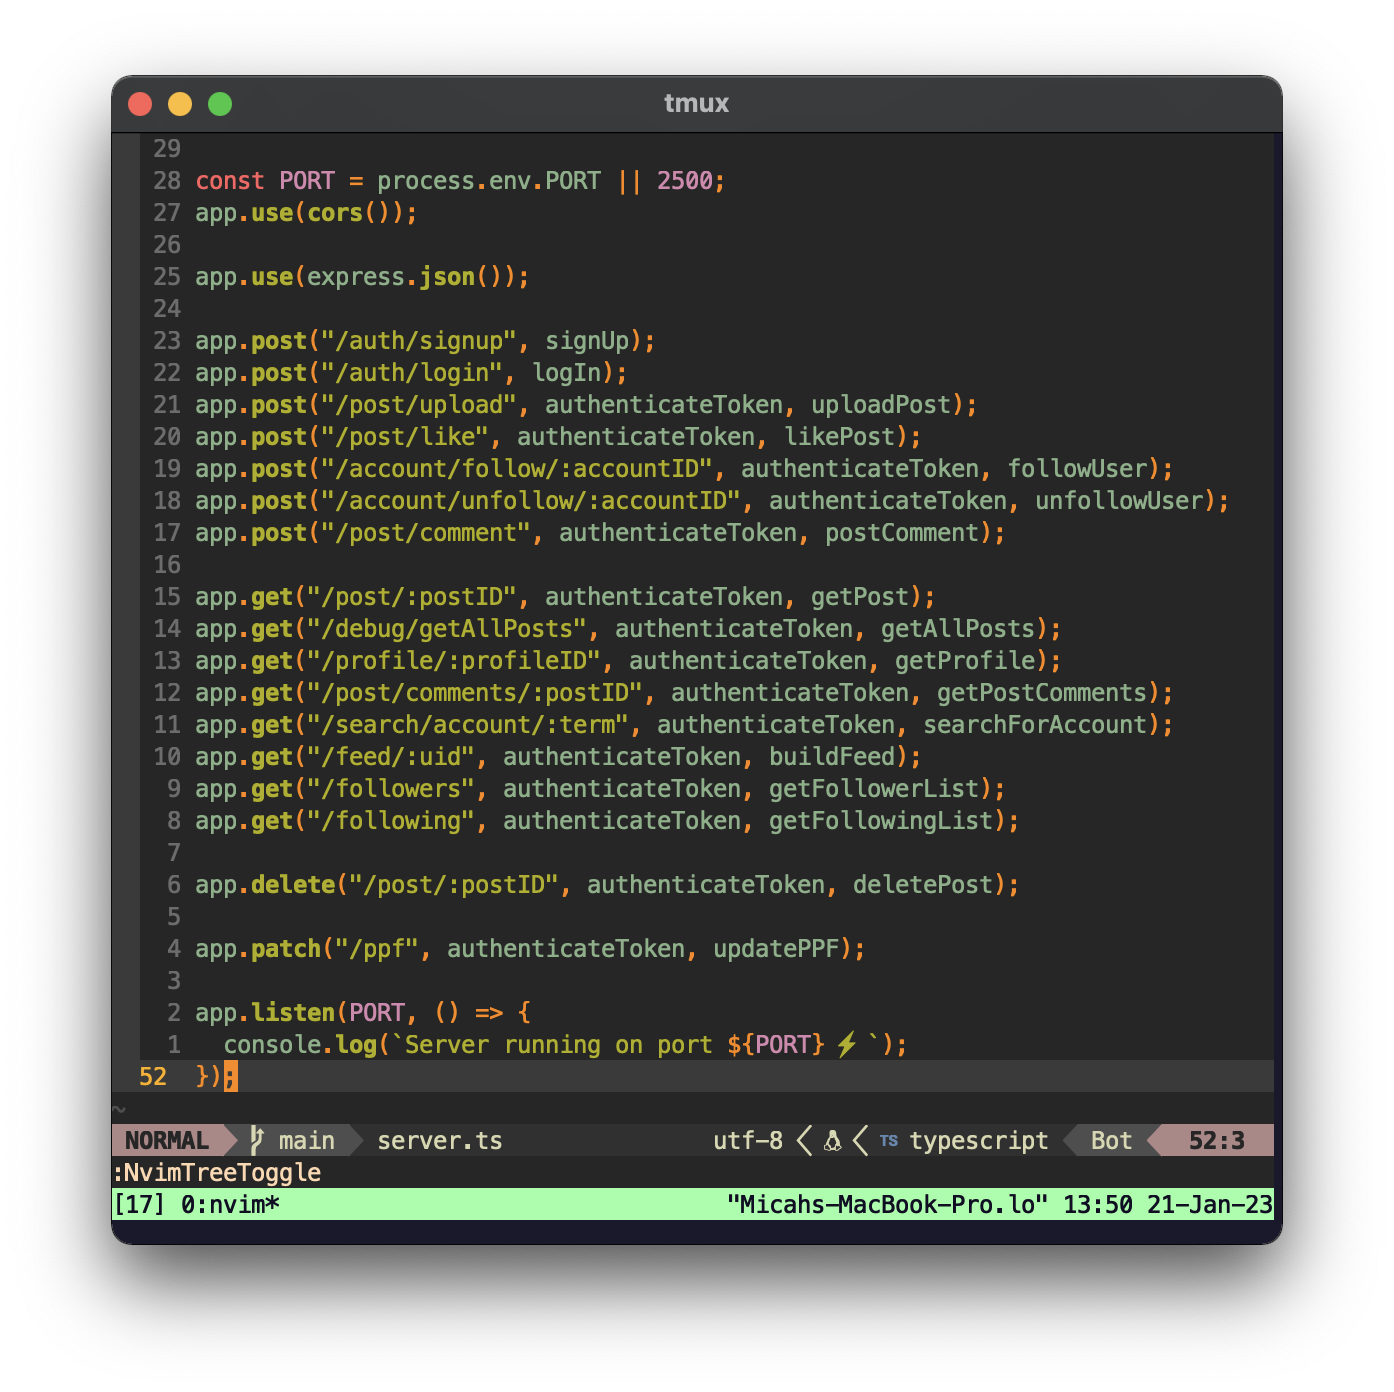 tmux
29
28 const PORT = process.env.PORT || 2500;
27 app.use(cors());
26
25 app.use(express.json());
24
23 app.post("/auth/signup", signUp);
22 app.post("/auth/login", logIn);
21 app.post("/post/upload", authenticateToken, uploadPost);
20 app.post("/post/like", authenticateToken, likePost);
19 app.post("/account/follow/:accountID", authenticateToken, followUser);
18 app.post("/account/unfollow/:accountID", authenticateToken, unfollowUser);
17 app.post("/post/comment", authenticateToken, postComment);
16
15 app.get("/post/:postID", authenticateToken, getPost);
14 app.get("/debug/getAllPosts", authenticateToken, getAllPosts);
13 app.get("/profile/:profileID", authenticateToken, getProfile);
12 app.get("/post/comments/:postID", authenticateToken, getPostComments);
11 app.get("/search/account/:term", authenticateToken, searchForAccount);
10 app.get("/feed/:uid", authenticateToken, buildFeed);
9 app.get("/followers", authenticateToken, getFollowerList);
8 app.get("/following", authenticateToken, getFollowingList);
7
6 app.delete("/post/:postID", authenticateToken, deletePost);
5
4 app.patch("/ppf", authenticateToken, updatePPF);
3
2 app.listen(PORT, () => {
1   console.log(`Server running on port ${PORT} ⚡`);
52 });
~
NORMAL main server.ts utf-8 TS typescript Bot 52:3
:NvimTreeToggle
[17] 0:nvim* "Micahs-MacBook-Pro.lo" 13:50 21-Jan-23